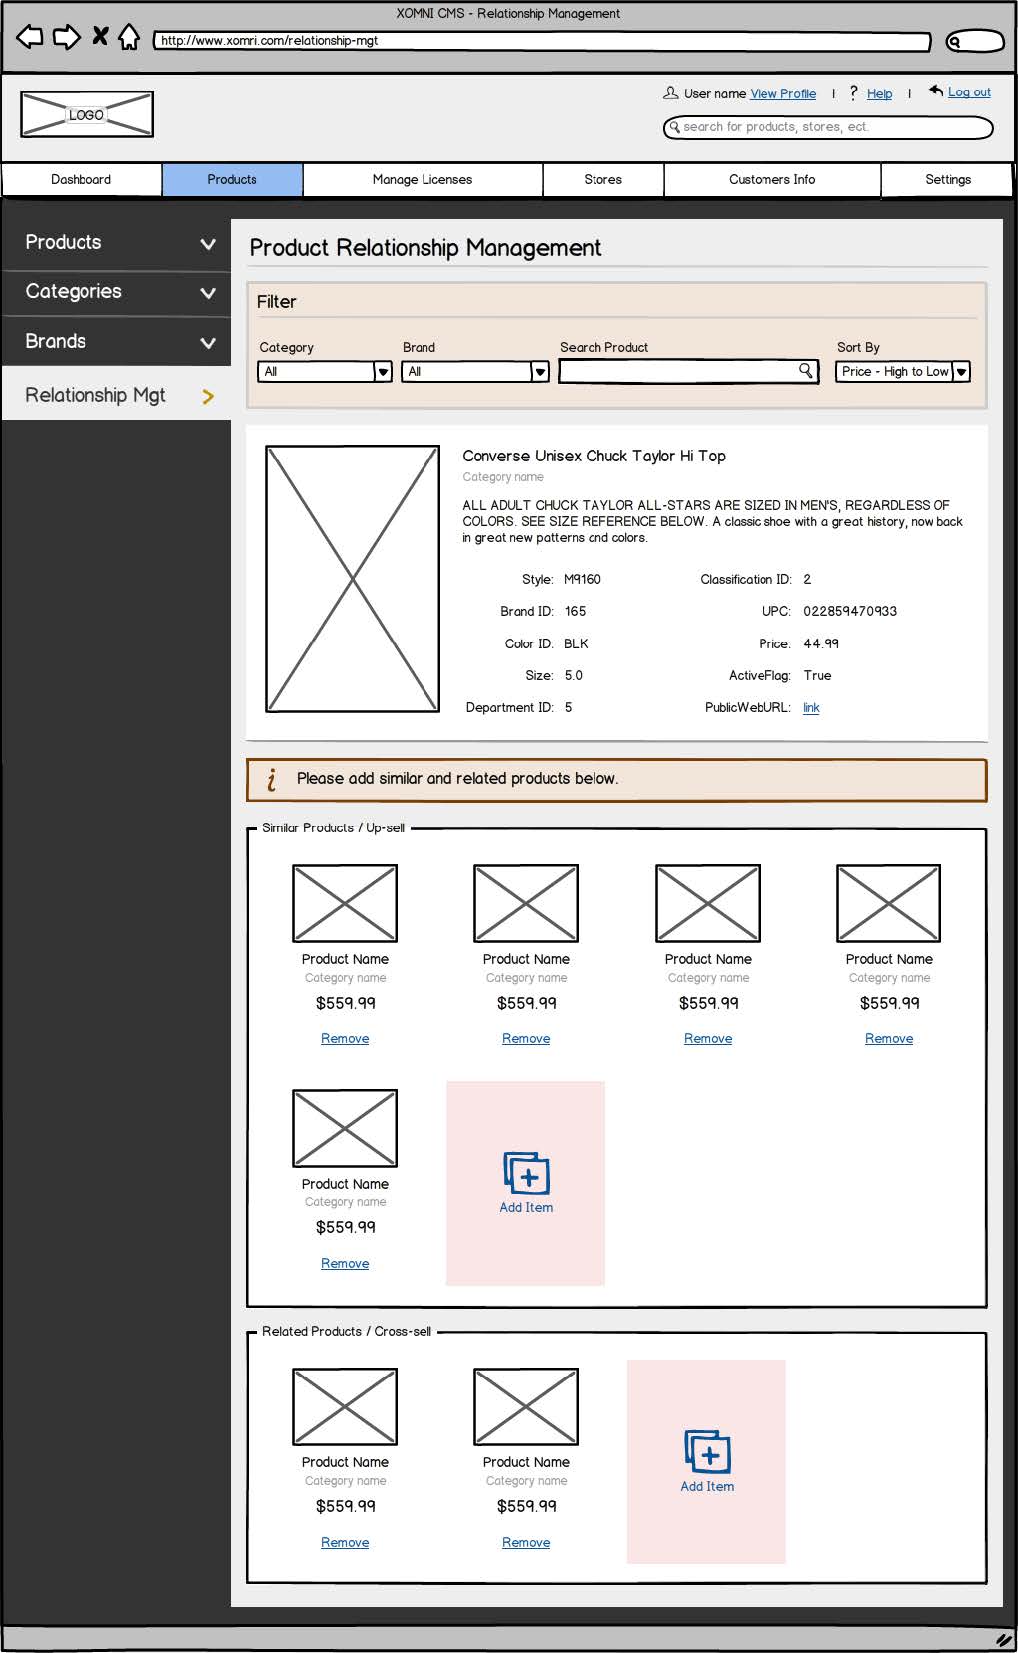 XOMNI CMS - Relationship Management
http://www.xomri.com/relationship-mgt
LOGO
User name View Profile | ? Help | Log out
search for products, stores, ect.
Dashboard Products Manage Licenses Stores Customers Info Settings
Products
Categories
Brands
Relationship Mgt
Product Relationship Management
Filter
Category Brand Search Product Sort By
All All Price - High to Low
Converse Unisex Chuck Taylor Hi Top
Category name
ALL ADULT CHUCK TAYLOR ALL-STARS ARE SIZED IN MEN'S, REGARDLESS OF
COLORS. SEE SIZE REFERENCE BELOW. A classic shoe with a great history, now back
in great new patterns and colors.
Style: M9160 Classification ID: 2
Brand ID: 165 UPC: 022859470933
Color ID: BLK Price: 44.99
Size: 5.0 ActiveFlag: True
Department ID: 5 PublicWebURL: link
i Please add similar and related products below.
Similar Products / Up-sell
Product Name Product Name Product Name Product Name
Category name Category name Category name Category name
$559.99 $559.99 $559.99 $559.99
Remove Remove Remove Remove
Product Name
Category name
$559.99
Remove
Add Item
Related Products / Cross-sell
Product Name Product Name
Category name Category name
$559.99 $559.99
Remove Remove
Add Item